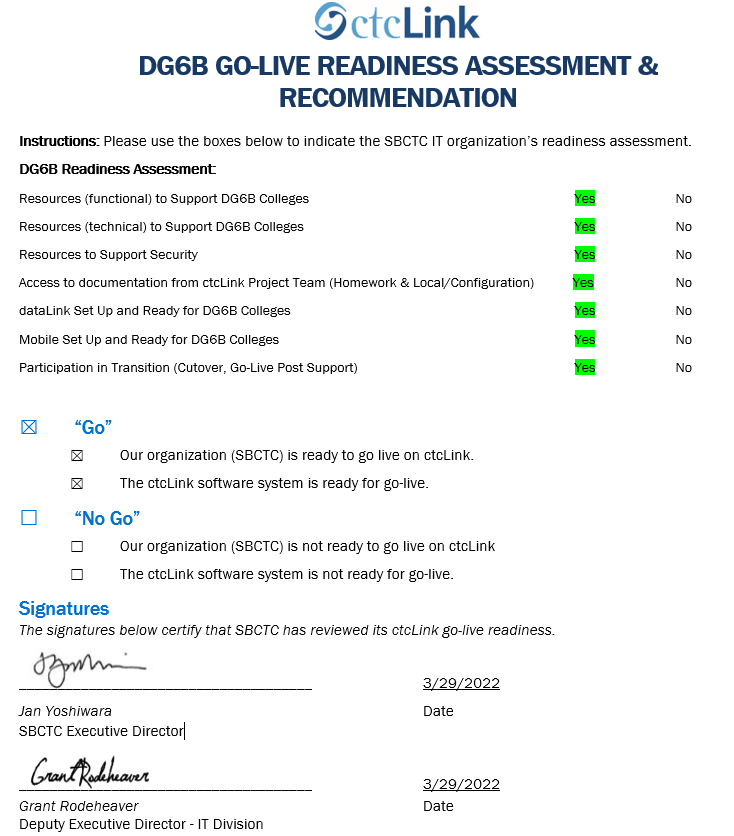 ctcLink
DG6B GO-LIVE READINESS ASSESSMENT &
RECOMMENDATION
Instructions: Please use the boxes below to indicate the SBCTC IT organization's readiness assessment.
DG6B Readiness Assessment:
Resources (functional) to Support DG6B Colleges Yes No
Resources (technical) to Support DG6B Colleges Yes No
Resources to Support Security Yes No
Access to documentation from ctcLink Project Team (Homework & Local/Configuration) Yes No
dataLink Set Up and Ready for DG6B Colleges Yes No
Mobile Set Up and Ready for DG6B Colleges Yes No
Participation in Transition (Cutover, Go-Live Post Support) Yes No
☒ “Go”
☒ Our organization (SBCTC) is ready to go live on ctcLink.
☒ The ctcLink software system is ready for go-live.
☐ “No Go”
☐ Our organization (SBCTC) is not ready to go live on ctcLink
☐ The ctcLink software system is not ready for go-live.
Signatures
The signatures below certify that SBCTC has reviewed its ctcLink go-live readiness.
3/29/2022
Jan Yoshiwara Date
SBCTC Executive Director
Grant Rodeheaver 3/29/2022
Grant Rodeheaver Date
Deputy Executive Director - IT Division